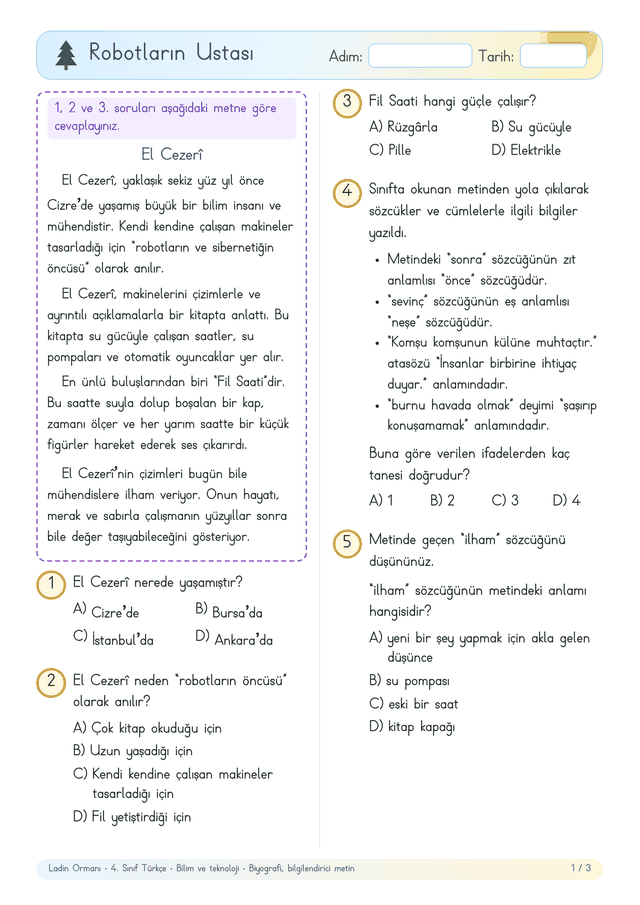 Robotların Ustası
Adım:
Tarih:
1, 2 ve 3. soruları aşağıdaki metne göre
cevaplayınız.
El Cezerî
El Cezerî, yaklaşık sekiz yüz yıl önce
Cizre’de yaşamış büyük bir bilim insanı ve
mühendistir. Kendi kendine çalışan makineler
tasarladığı için “robotların ve sibernetiğin
öncüsü” olarak anılır.
El Cezerî, makinelerini çizimlerle ve
ayrıntılı açıklamalarla bir kitapta anlattı. Bu
kitapta su gücüyle çalışan saatler, su
pompaları ve otomatik oyuncaklar yer alır.
En ünlü buluşlarından biri “Fil Saati”dir.
Bu saatte suyla dolup boşalan bir kap,
zamanı ölçer ve her yarım saatte bir küçük
figürler hareket ederek ses çıkarırdı.
El Cezerî’nin çizimleri bugün bile
mühendislere ilham veriyor. Onun hayatı,
merak ve sabırla çalışmanın yüzyıllar sonra
bile değer taşıyabileceğini gösteriyor.
1 El Cezerî nerede yaşamıştır?
A) Cizre’de B) Bursa’da
C) İstanbul’da D) Ankara’da
2 El Cezerî neden “robotların öncüsü”
olarak anılır?
A) Çok kitap okuduğu için
B) Uzun yaşadığı için
C) Kendi kendine çalışan makineler
tasarladığı için
D) Fil yetiştirdiği için
3 Fil Saati hangi güçle çalışır?
A) Rüzgârla B) Su gücüyle
C) Pille D) Elektrikle
4 Sınıfta okunan metinden yola çıkılarak
sözcükler ve cümlelerle ilgili bilgiler
yazıldı.
• Metindeki “sonra” sözcüğünün zıt
anlamlısı “önce” sözcüğüdür.
• “sevinç” sözcüğünün eş anlamlısı
“neşe” sözcüğüdür.
• “Komşu komşunun külüne muhtaçtır.”
atasözü “İnsanlar birbirine ihtiyaç
duyar.” anlamındadır.
• “burnu havada olmak” deyimi “şaşırıp
konuşamamak” anlamındadır.
Buna göre verilen ifadelerden kaç
tanesi doğrudur?
A) 1 B) 2 C) 3 D) 4
5 Metinde geçen “ilham” sözcüğünü
düşününüz.
“ilham” sözcüğünün metindeki anlamı
hangisidir?
A) yeni bir şey yapmak için akla gelen
düşünce
B) su pompası
C) eski bir saat
D) kitap kapağı
Ladin Ormanı • 4. Sınıf Türkçe • Bilim ve teknoloji • Biyografi, bilgilendirici metin
1 / 3